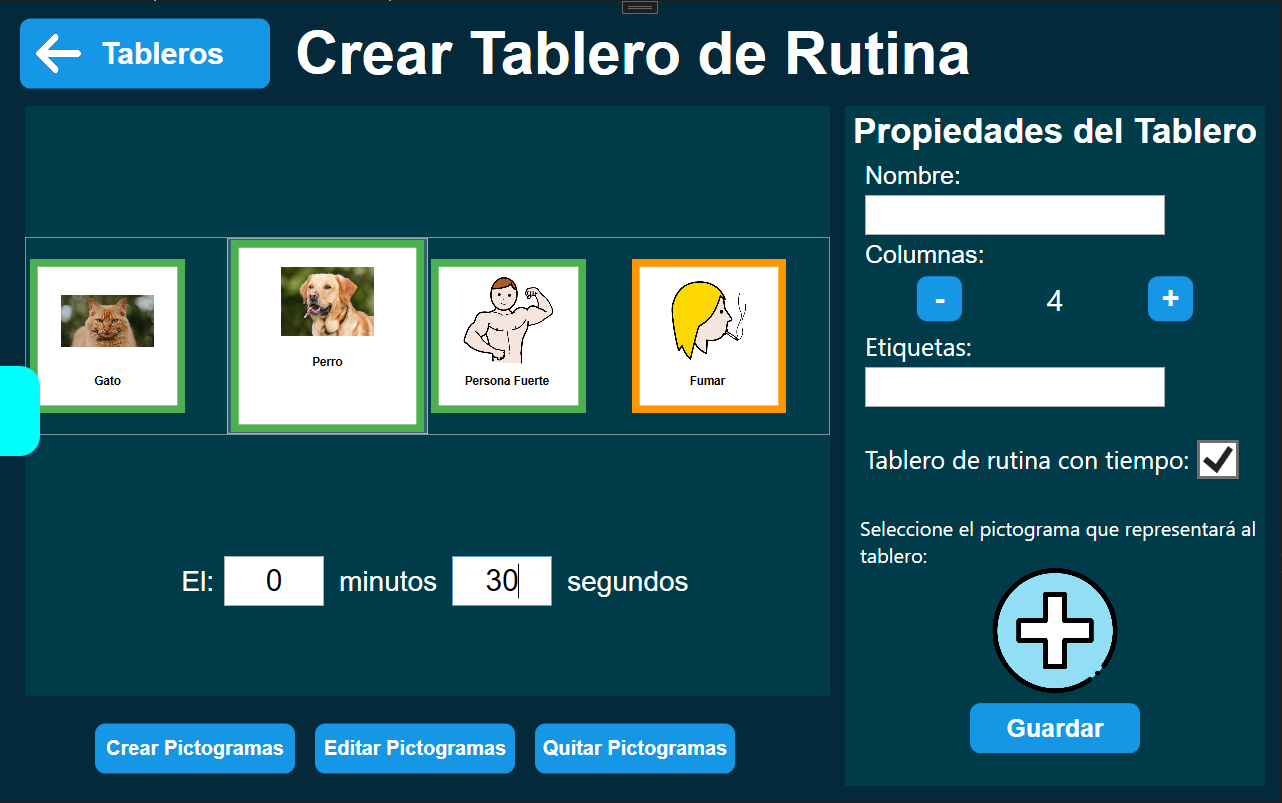 Tableros
Crear Tablero de Rutina
Gato
Perro
Persona Fuerte
Fumar
El: 0 minutos 30 segundos
Crear Pictogramas
Editar Pictogramas
Quitar Pictogramas
Propiedades del Tablero
Nombre:
Columnas:
- 4 +
Etiquetas:
Tablero de rutina con tiempo:
Seleccione el pictograma que representará al
tablero:
Guardar